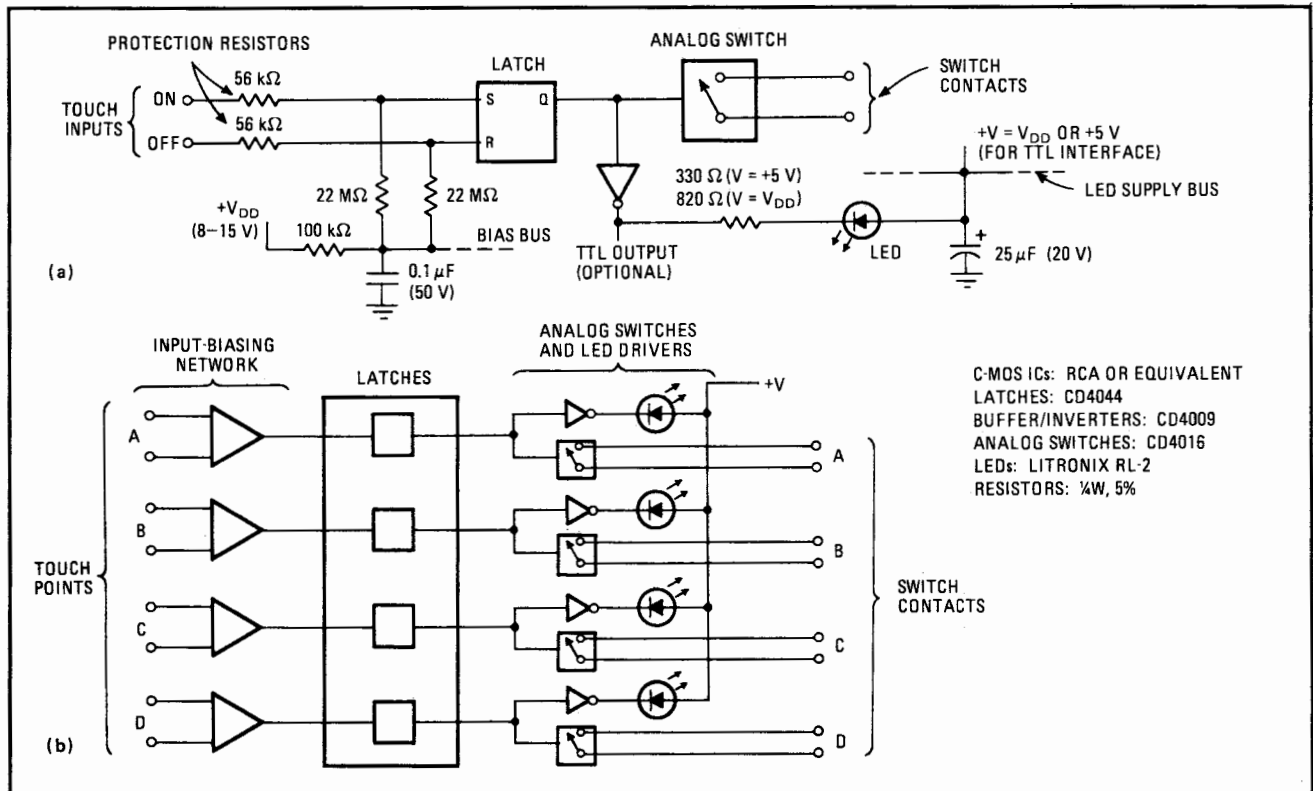 PROTECTION RESISTORS
56 kΩ
TOUCH
INPUTS
ON
OFF
56 kΩ
LATCH
S
Q
R
ANALOG SWITCH
SWITCH
CONTACTS
22 MΩ
22 MΩ
+VDD
(8–15 V)
100 kΩ
BIAS BUS
0.1 μF
(50 V)
330 Ω (V = +5 V)
820 Ω (V = VDD)
TTL OUTPUT
(OPTIONAL)
LED
+V = VDD OR +5 V
(FOR TTL INTERFACE)
LED SUPPLY BUS
+
25 μF (20 V)
(a)
INPUT-BIASING
NETWORK
LATCHES
ANALOG SWITCHES
AND LED DRIVERS
+V
TOUCH
POINTS
A
B
C
D
A
B
C
D
SWITCH
CONTACTS
(b)
C-MOS ICs: RCA OR EQUIVALENT
LATCHES: CD4044
BUFFER/INVERTERS: CD4009
ANALOG SWITCHES: CD4016
LEDs: LITRONIX RL-2
RESISTORS: ¼W, 5%